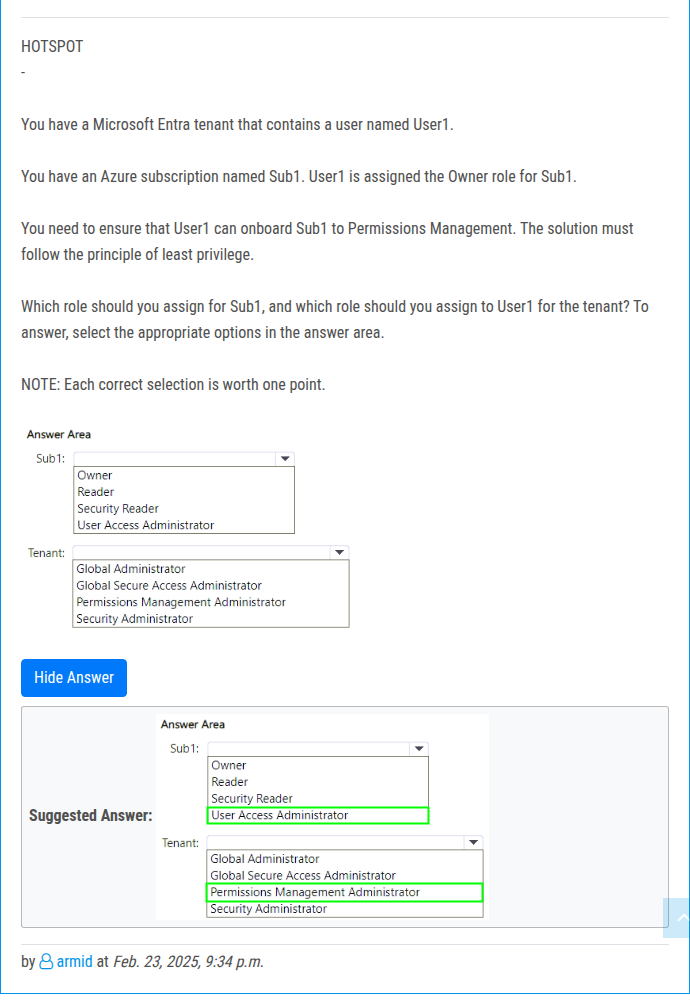 HOTSPOT
-
You have a Microsoft Entra tenant that contains a user named User1.
You have an Azure subscription named Sub1. User1 is assigned the Owner role for Sub1.
You need to ensure that User1 can onboard Sub1 to Permissions Management. The solution must
follow the principle of least privilege.
Which role should you assign for Sub1, and which role should you assign to User1 for the tenant? To
answer, select the appropriate options in the answer area.
NOTE: Each correct selection is worth one point.
Answer Area
Sub1:
Owner
Reader
Security Reader
User Access Administrator
Tenant:
Global Administrator
Global Secure Access Administrator
Permissions Management Administrator
Security Administrator
Hide Answer
Suggested Answer:
Answer Area
Sub1:
Owner
Reader
Security Reader
User Access Administrator
Tenant:
Global Administrator
Global Secure Access Administrator
Permissions Management Administrator
Security Administrator
by armid at Feb. 23, 2025, 9:34 p.m.